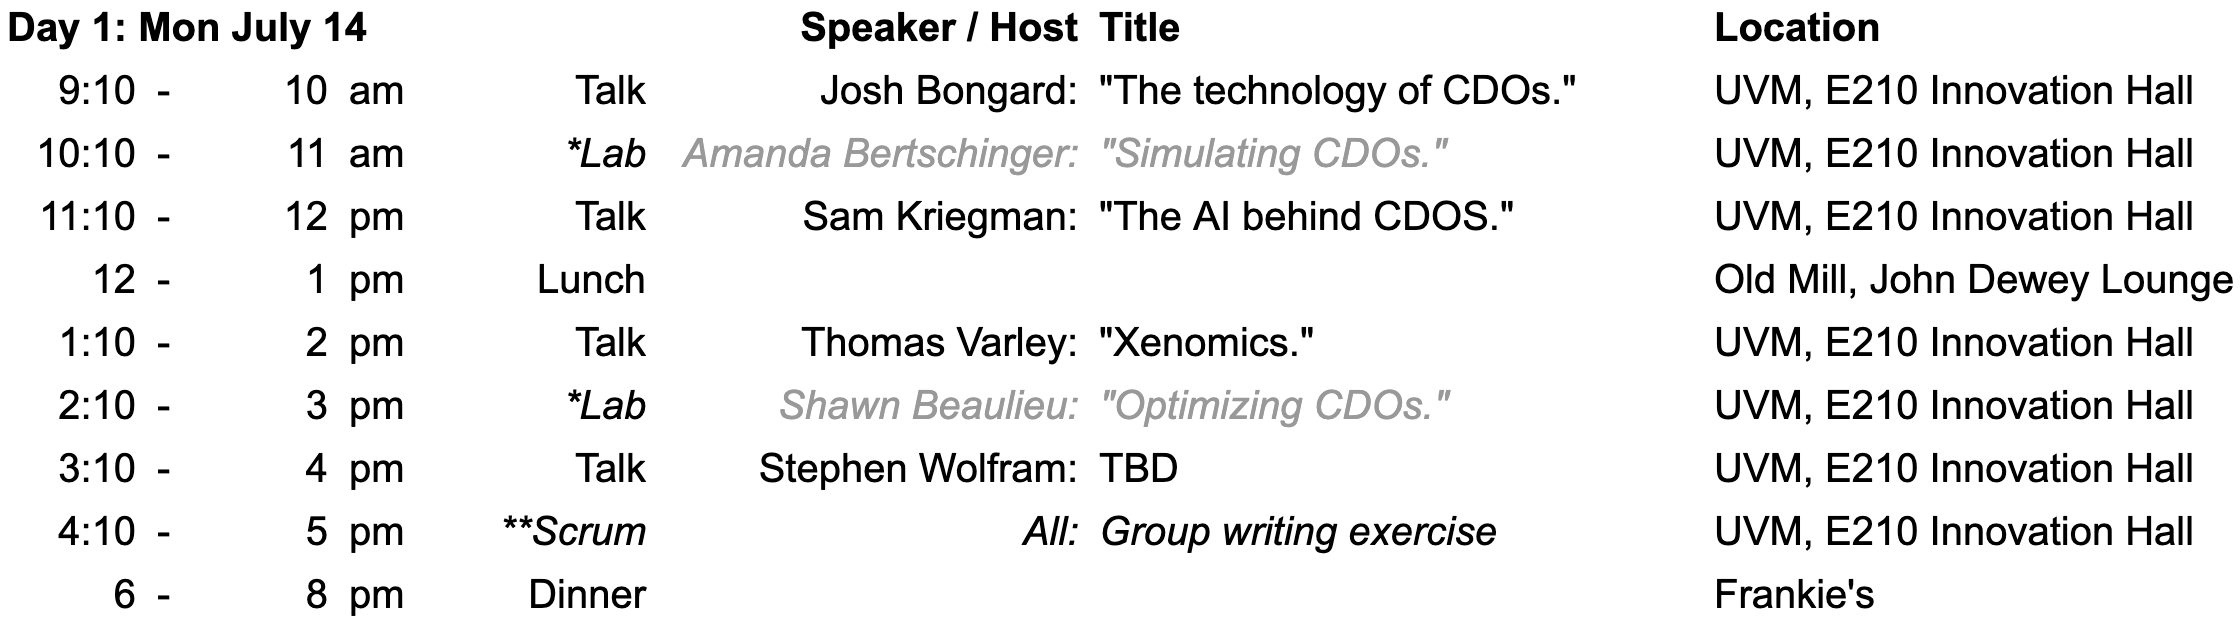 Day 1: Mon July 14 Speaker / Host Title Location
9:10 - 10 am Talk Josh Bongard: "The technology of CDOs." UVM, E210 Innovation Hall
10:10 - 11 am *Lab Amanda Bertschinger: "Simulating CDOs." UVM, E210 Innovation Hall
11:10 - 12 pm Talk Sam Kriegman: "The AI behind CDOS." UVM, E210 Innovation Hall
12 - 1 pm Lunch Old Mill, John Dewey Lounge
1:10 - 2 pm Talk Thomas Varley: "Xenomics." UVM, E210 Innovation Hall
2:10 - 3 pm *Lab Shawn Beaulieu: "Optimizing CDOs." UVM, E210 Innovation Hall
3:10 - 4 pm Talk Stephen Wolfram: TBD UVM, E210 Innovation Hall
4:10 - 5 pm **Scrum All: Group writing exercise UVM, E210 Innovation Hall
6 - 8 pm Dinner Frankie's